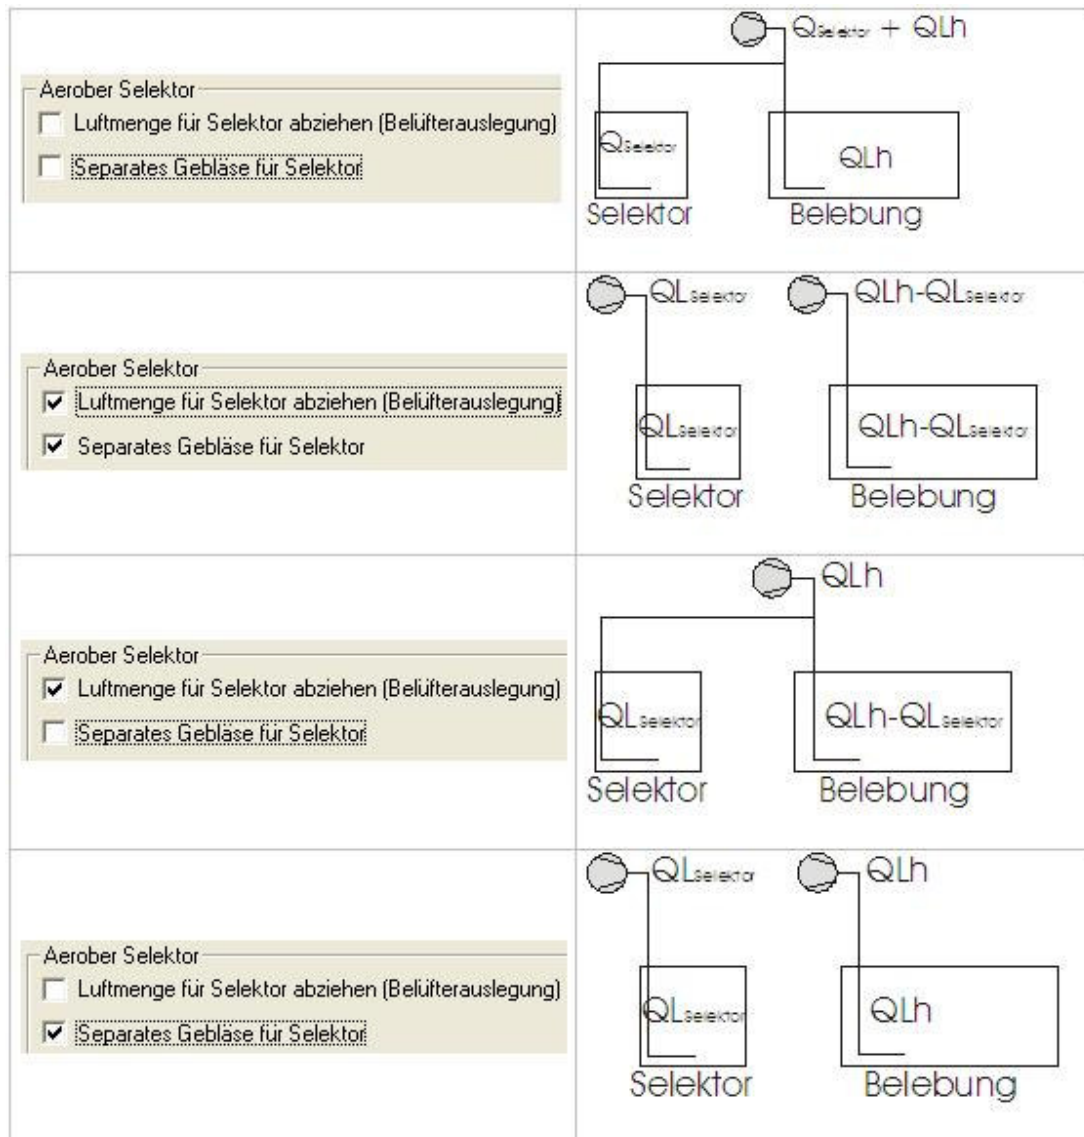 Aerober Selektor
Luftmenge für Selektor abziehen (Belüfterauslegung)
Separates Gebläse für Selektor
QSelektor + QLh
QSelektor
QLh
Selektor
Belebung
Aerober Selektor
Luftmenge für Selektor abziehen (Belüfterauslegung)
Separates Gebläse für Selektor
QLSelektor
QLh-QLSelektor
QLSelektor
QLh-QLSelektor
Selektor
Belebung
Aerober Selektor
Luftmenge für Selektor abziehen (Belüfterauslegung)
Separates Gebläse für Selektor
QLh
QLSelektor
QLh-QLSelektor
Selektor
Belebung
Aerober Selektor
Luftmenge für Selektor abziehen (Belüfterauslegung)
Separates Gebläse für Selektor
QLSelektor
QLh
QLSelektor
QLh
Selektor
Belebung